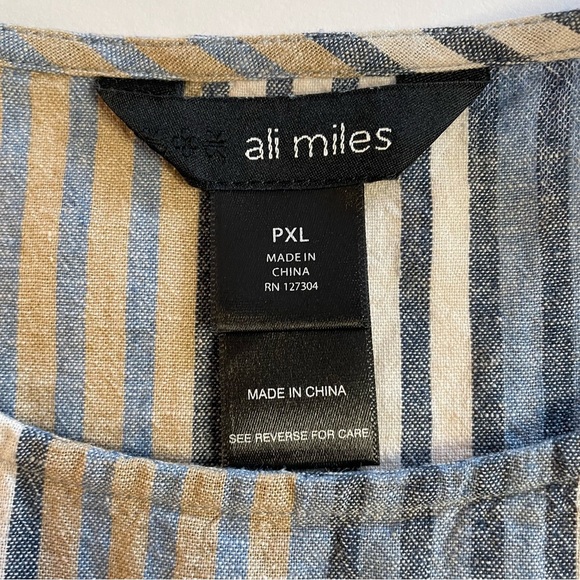 ali miles
PXL
MADE IN
CHINA
RN 127304
MADE IN CHINA
SEE REVERSE FOR CARE